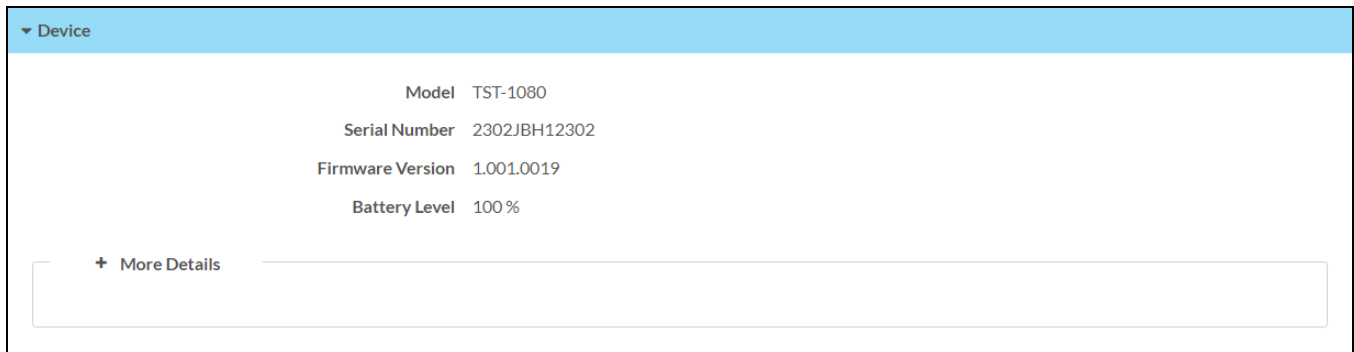 Device
Model TST-1080
Serial Number 2302JBH12302
Firmware Version 1.001.0019
Battery Level 100 %
+ More Details